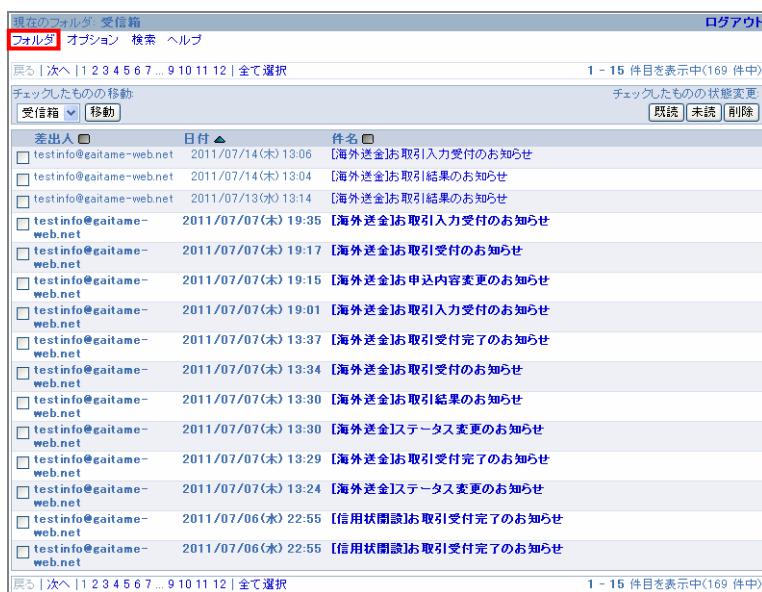 現在のフォルダ: 受信箱 ログアウト
フォルダ オプション 検索 ヘルプ
戻る | 次へ | 1 2 3 4 5 6 7 ... 9 10 11 12 | 全て選択 1 - 15 件目を表示中(169 件中)
チェックしたものの移動: チェックしたものの状態変更:
受信箱 移動 既読 未読 削除
差出人 日付 件名
testinfo@gaitame-web.net 2011/07/14(木) 13:06 [海外送金]お取引入力受付のお知らせ
testinfo@gaitame-web.net 2011/07/14(木) 13:04 [海外送金]お取引結果のお知らせ
testinfo@gaitame-web.net 2011/07/13(水) 13:14 [海外送金]お取引結果のお知らせ
testinfo@gaitame- 2011/07/07(木) 19:35 [海外送金]お取引入力受付のお知らせ
web.net
testinfo@gaitame- 2011/07/07(木) 19:17 [海外送金]お取引受付のお知らせ
web.net
testinfo@gaitame- 2011/07/07(木) 19:15 [海外送金]お申込内容変更のお知らせ
web.net
testinfo@gaitame- 2011/07/07(木) 19:01 [海外送金]お取引入力受付のお知らせ
web.net
testinfo@gaitame- 2011/07/07(木) 13:37 [海外送金]お取引受付完了のお知らせ
web.net
testinfo@gaitame- 2011/07/07(木) 13:34 [海外送金]お取引受付のお知らせ
web.net
testinfo@gaitame- 2011/07/07(木) 13:30 [海外送金]お取引結果のお知らせ
web.net
testinfo@gaitame- 2011/07/07(木) 13:30 [海外送金]ステータス変更のお知らせ
web.net
testinfo@gaitame- 2011/07/07(木) 13:29 [海外送金]お取引受付完了のお知らせ
web.net
testinfo@gaitame- 2011/07/07(木) 13:24 [海外送金]ステータス変更のお知らせ
web.net
testinfo@gaitame- 2011/07/06(水) 22:55 [信用状開設]お取引受付完了のお知らせ
web.net
testinfo@gaitame- 2011/07/06(水) 22:55 [信用状開設]お取引受付完了のお知らせ
web.net
戻る | 次へ | 1 2 3 4 5 6 7 ... 9 10 11 12 | 全て選択 1 - 15 件目を表示中(169 件中)